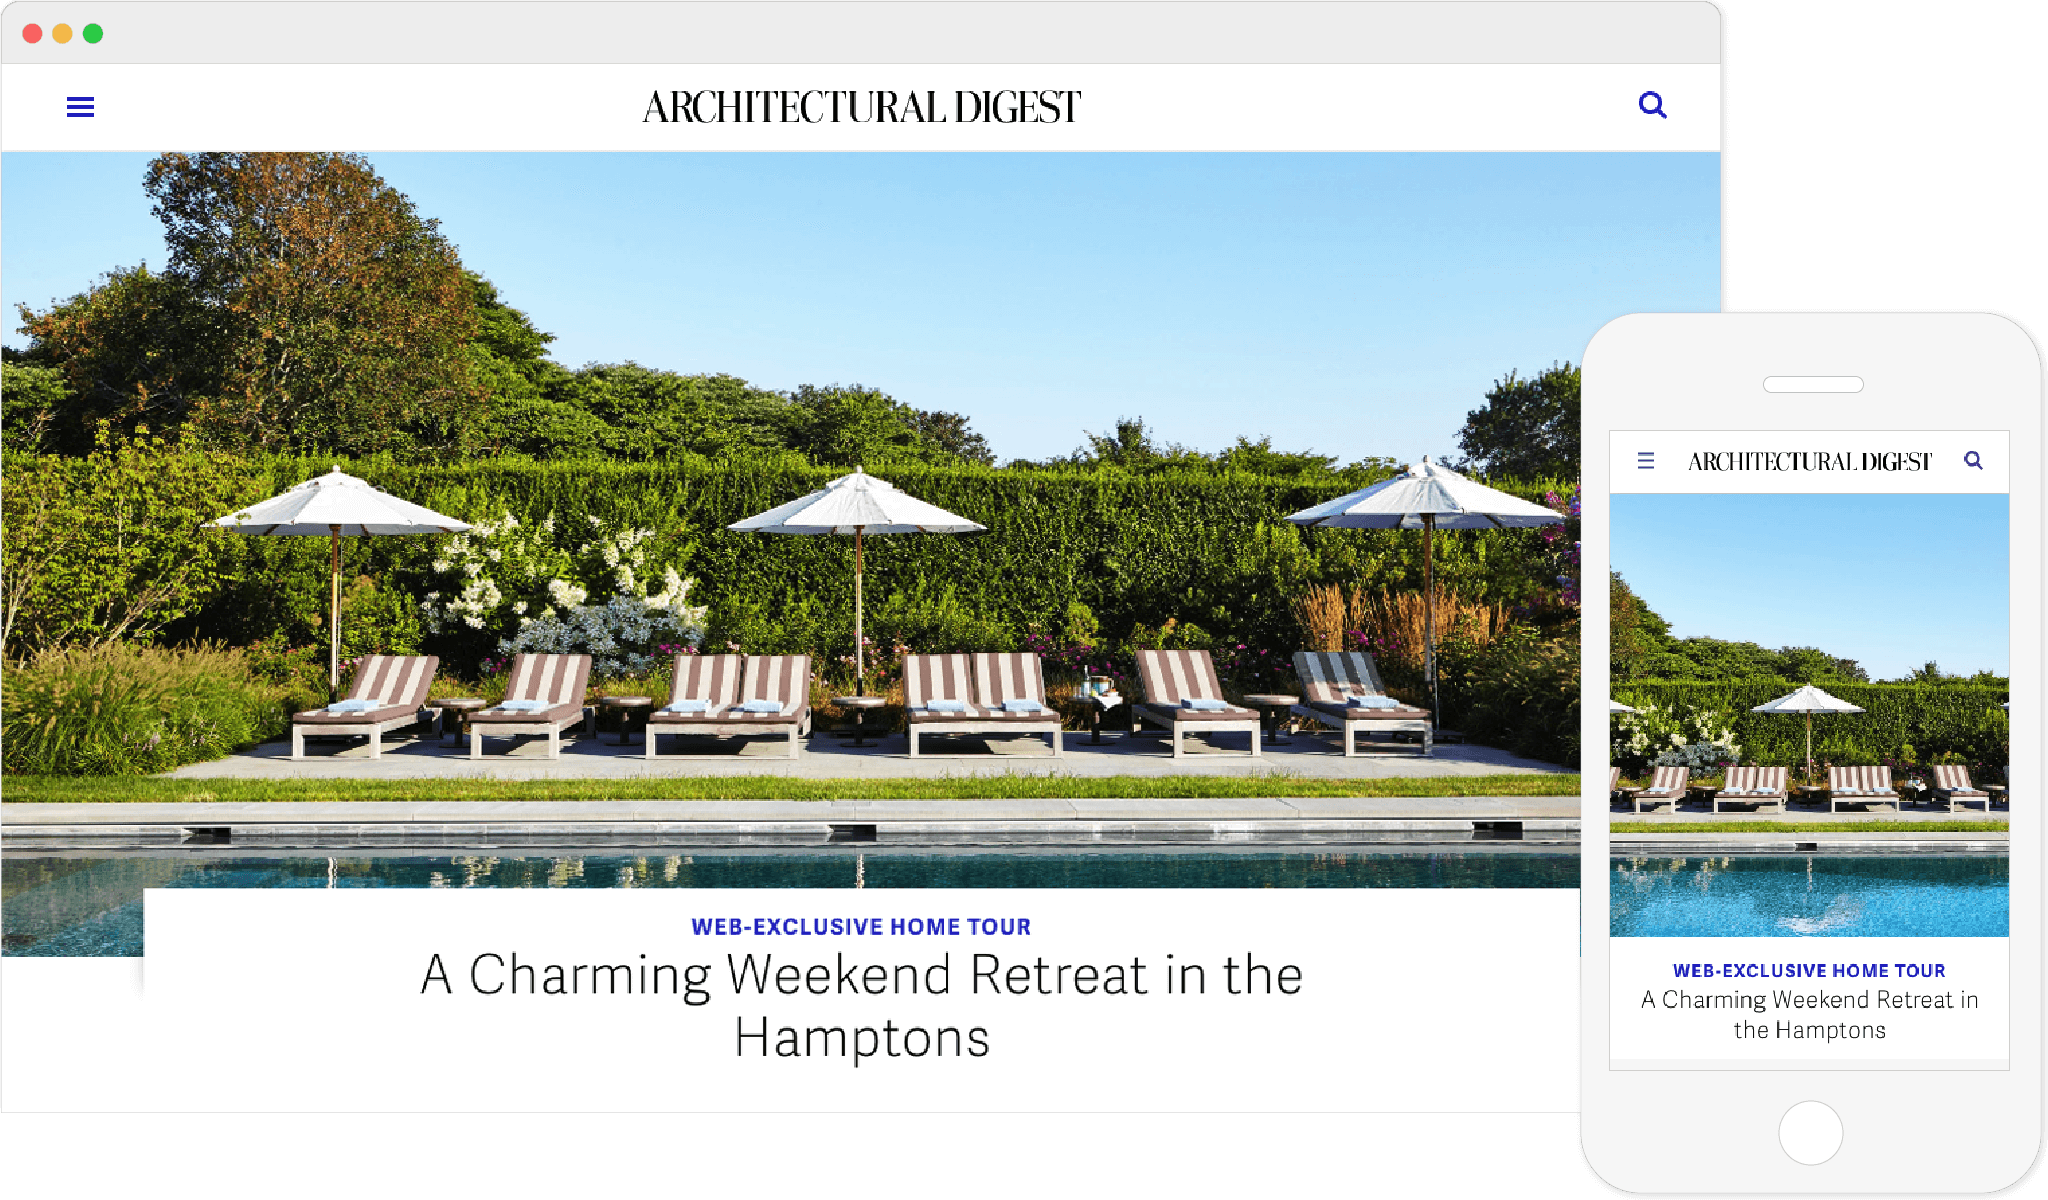 ARCHITECTURAL DIGEST
WEB-EXCLUSIVE HOME TOUR
A Charming Weekend Retreat in the
Hamptons
ARCHITECTURAL DIGEST
WEB-EXCLUSIVE HOME TOUR
A Charming Weekend Retreat in
the Hamptons